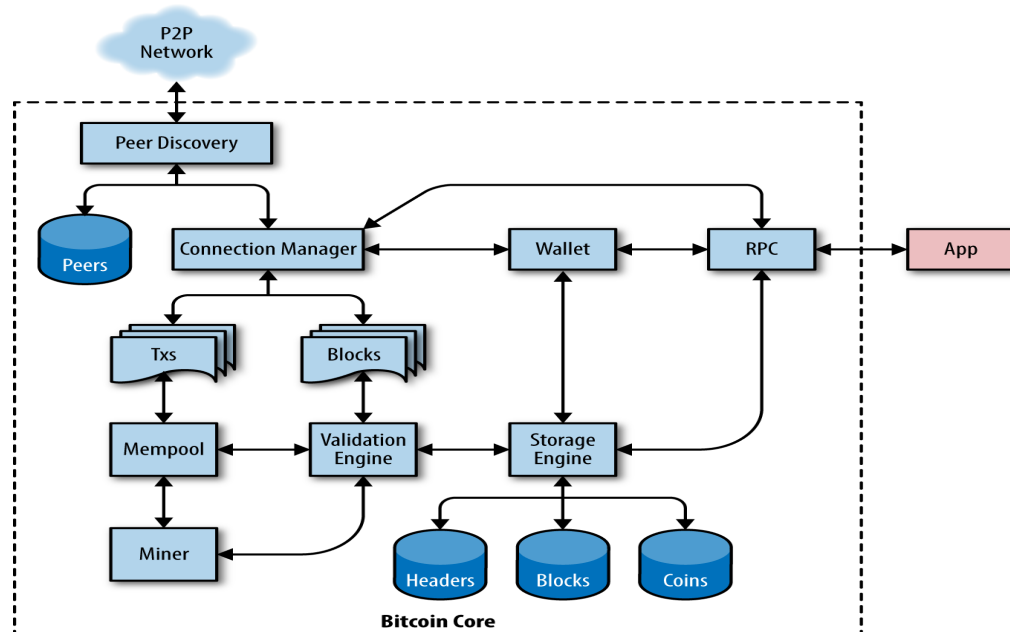 P2P
Network
Peer Discovery
Peers
Connection Manager
Wallet
RPC
App
Txs
Blocks
Mempool
Validation
Engine
Storage
Engine
Miner
Headers
Blocks
Coins
Bitcoin Core